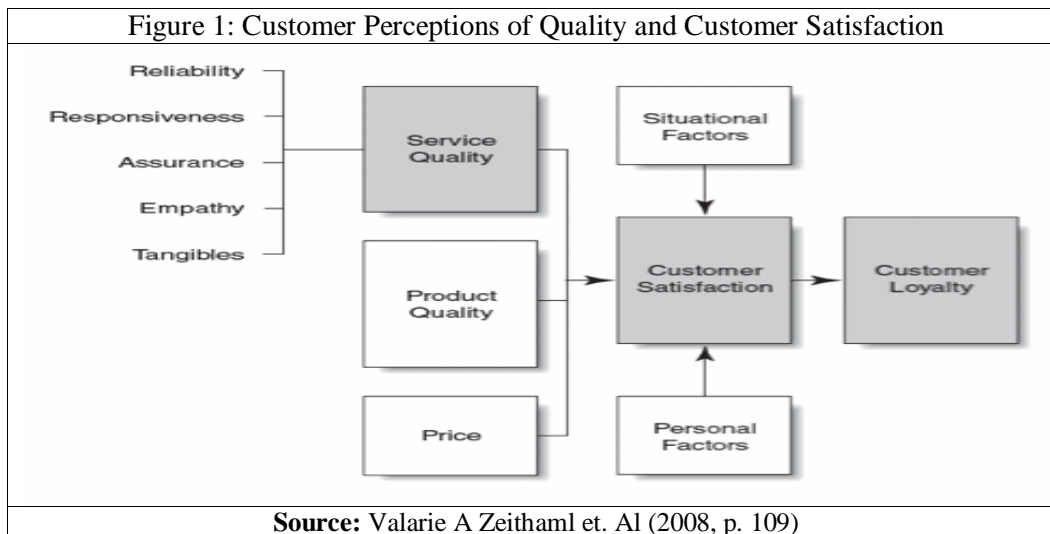 Figure 1: Customer Perceptions of Quality and Customer Satisfaction
Reliability
Responsiveness
Assurance
Empathy
Tangibles
Service
Quality
Product
Quality
Price
Situational
Factors
Customer
Satisfaction
Personal
Factors
Customer
Loyalty
Source: Valarie A Zeithaml et. Al (2008, p. 109)